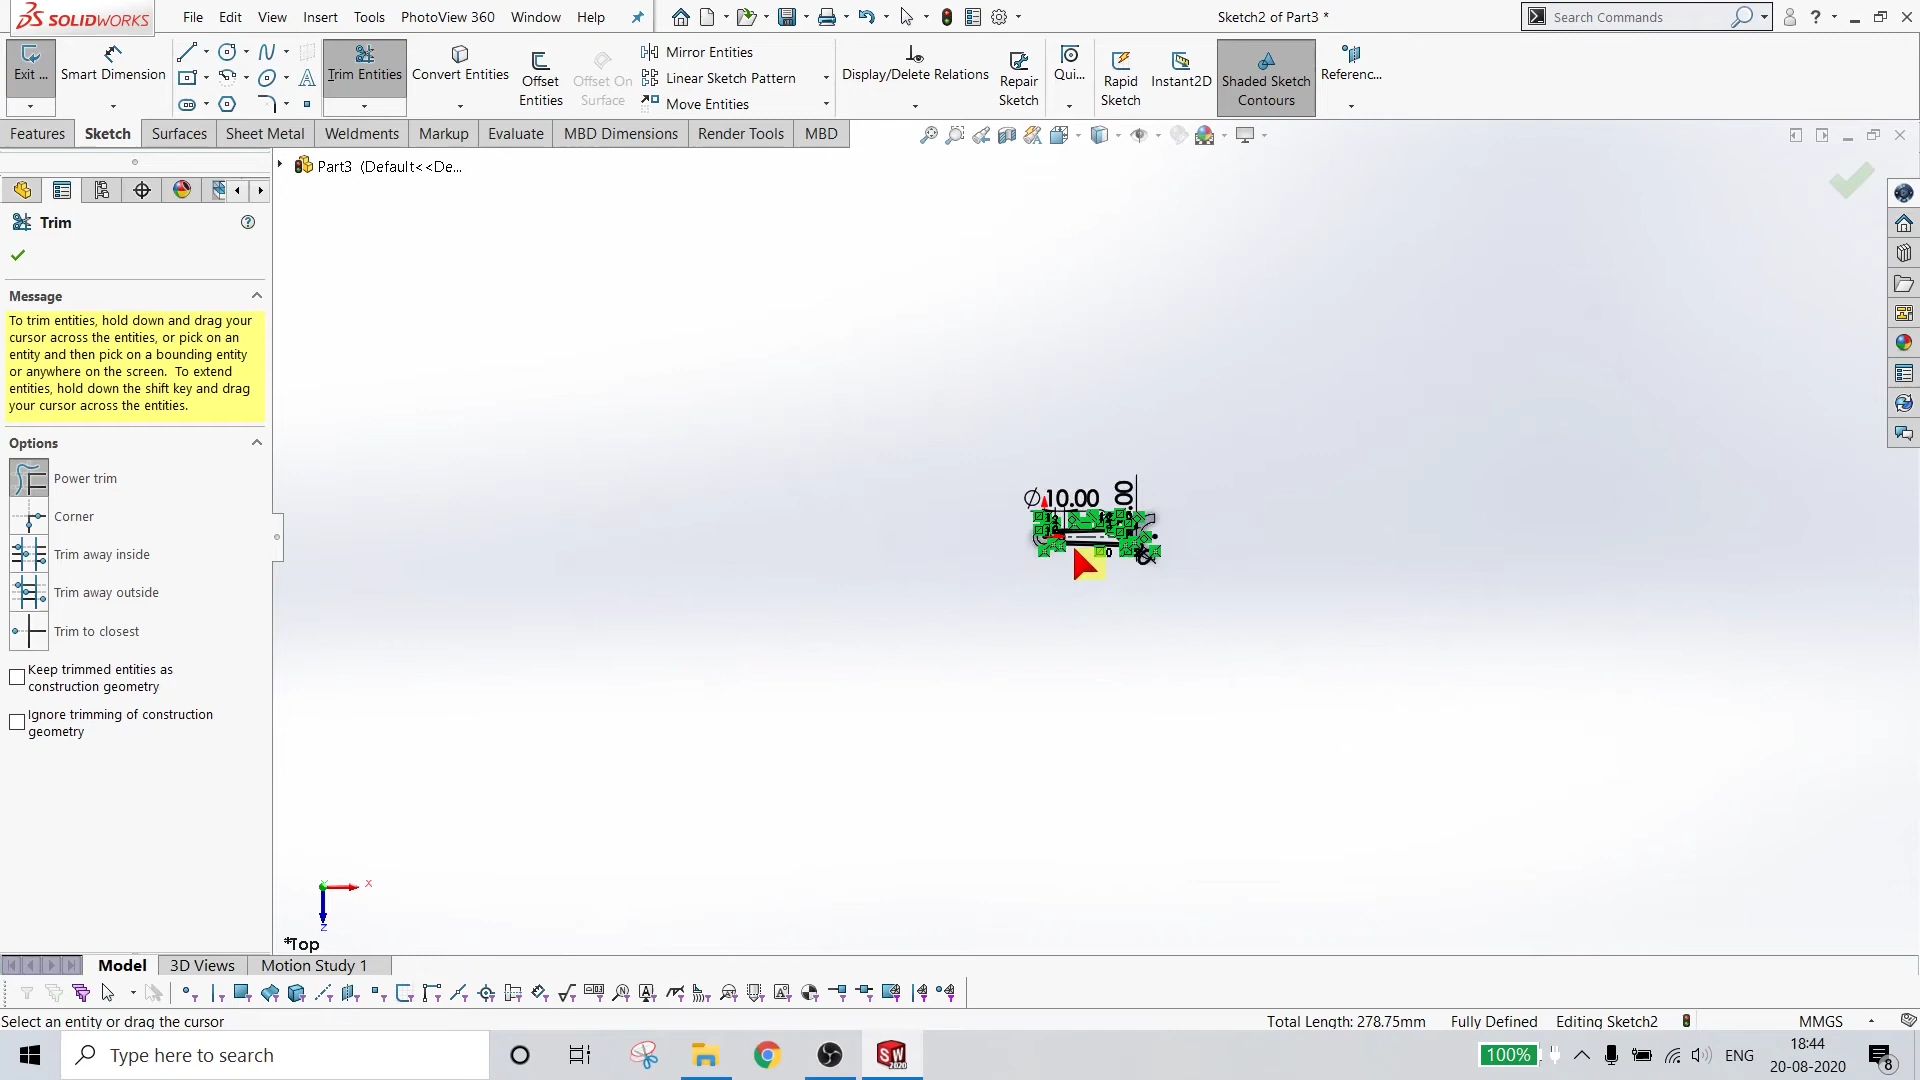 SOLIDWORKS
File Edit View Insert Tools PhotoView 360 Window Help
Sketch2 of Part3 *
Search Commands
Exit ...
Smart Dimension
Trim Entities
Convert Entities
Offset Entities
Offset On Surface
Mirror Entities
Linear Sketch Pattern
Move Entities
Display/Delete Relations
Repair Sketch
Qui...
Rapid Sketch
Instant2D
Shaded Sketch Contours
Referenc...
Features Sketch Surfaces Sheet Metal Weldments Markup Evaluate MBD Dimensions Render Tools MBD
Part3 (Default<<De...
Trim
Message
To trim entities, hold down and drag your
cursor across the entities, or pick on an
entity and then pick on a bounding entity
or anywhere on the screen. To extend
entities, hold down the shift key and drag
your cursor across the entities.
Options
Power trim
Corner
Trim away inside
Trim away outside
Trim to closest
Keep trimmed entities as
construction geometry
Ignore trimming of construction
geometry
∅10.00
x
z
*Top
Model 3D Views Motion Study 1
Select an entity or drag the cursor
Total Length: 278.75mm Fully Defined Editing Sketch2 MMGS
Type here to search
SW
2020
100%
ENG
18:44
20-08-2020
8